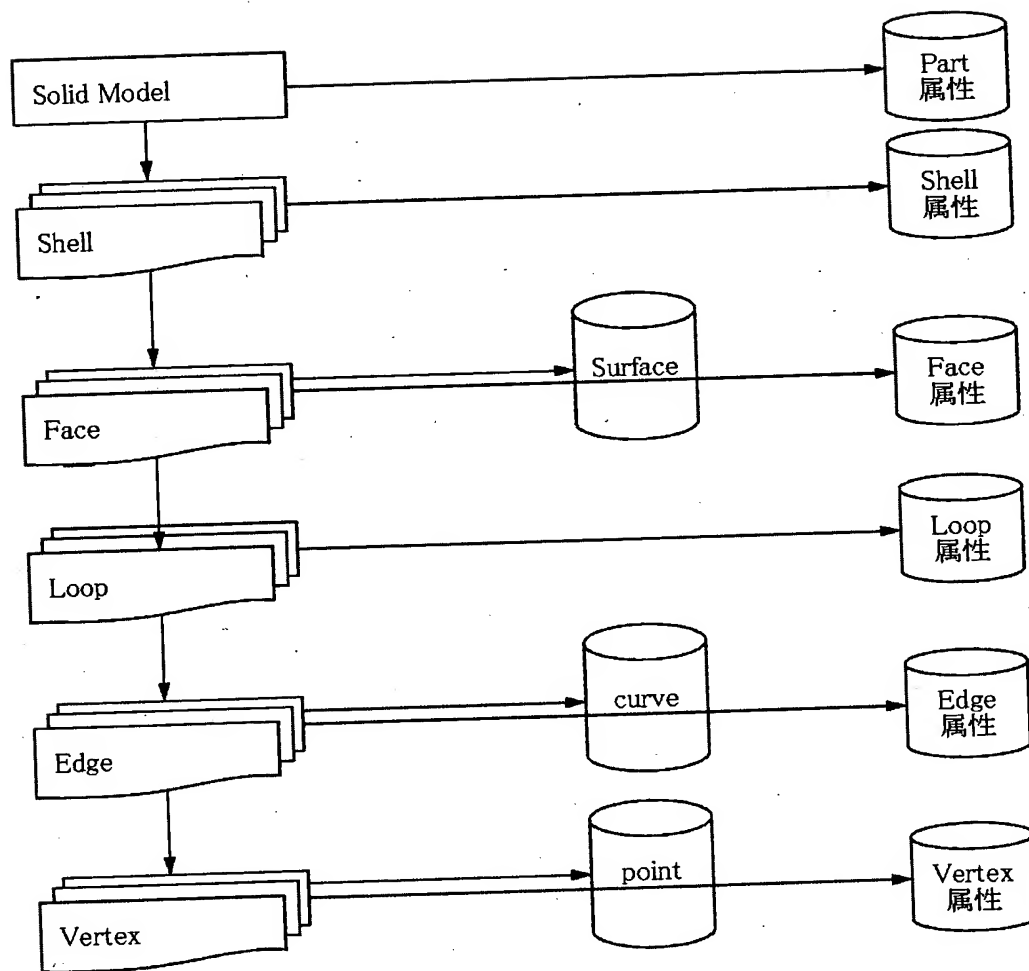 Solid Model
Part
属性
Shell
Shell
属性
Face
Surface
Face
属性
Loop
Loop
属性
Edge
curve
Edge
属性
Vertex
point
Vertex
属性